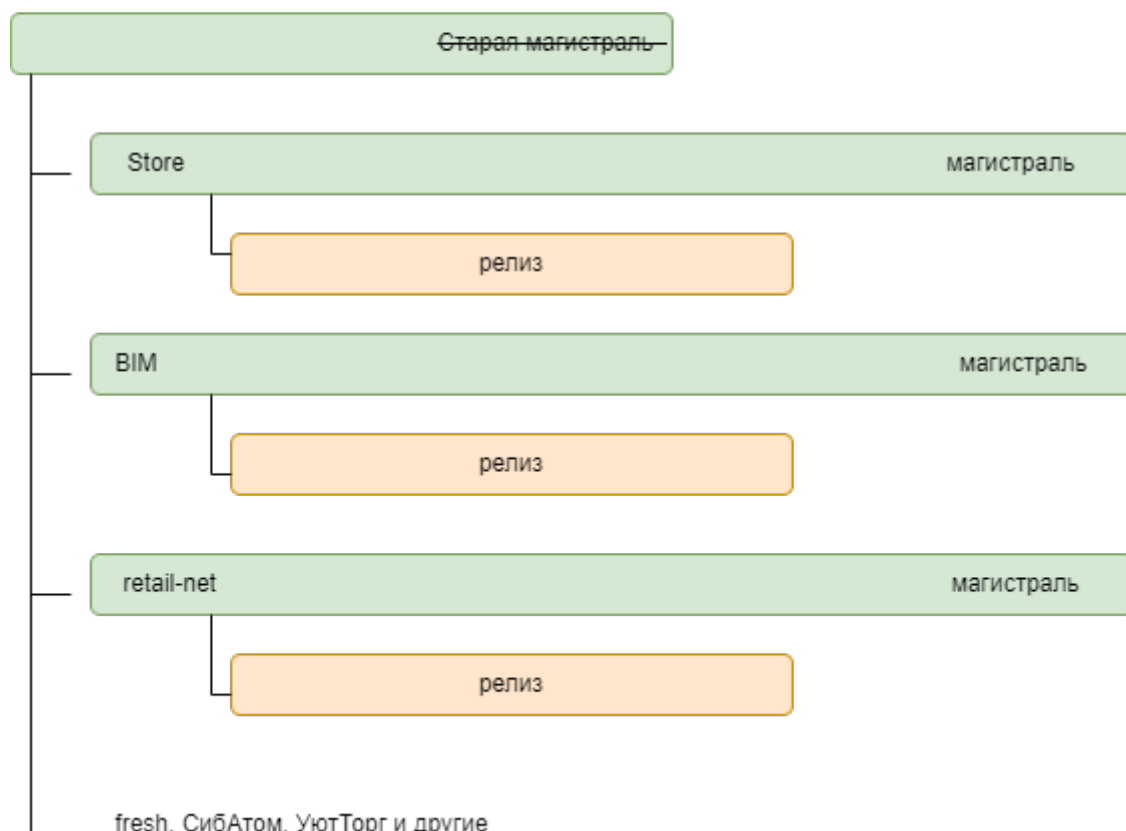 Старая магистраль
Store магистраль
релиз
BIM магистраль
релиз
retail-net магистраль
релиз
fresh, СибАтом, УютТорг и другие